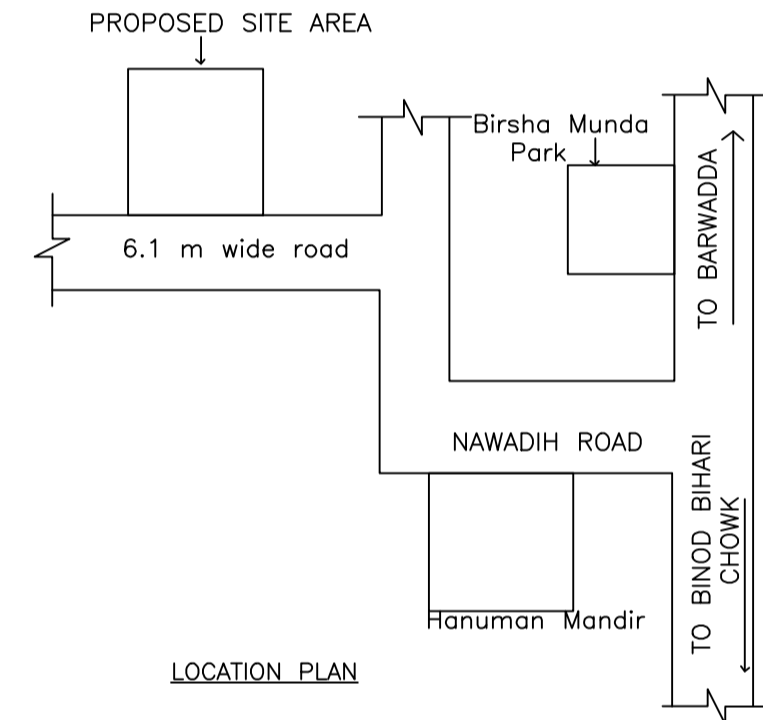 PROPOSED SITE AREA
Birsha Munda
Park
6.1 m wide road
TO BARWADDA
NAWADIH ROAD
TO BINOD BIHARI
CHOWK
Hanuman Mandir
LOCATION PLAN